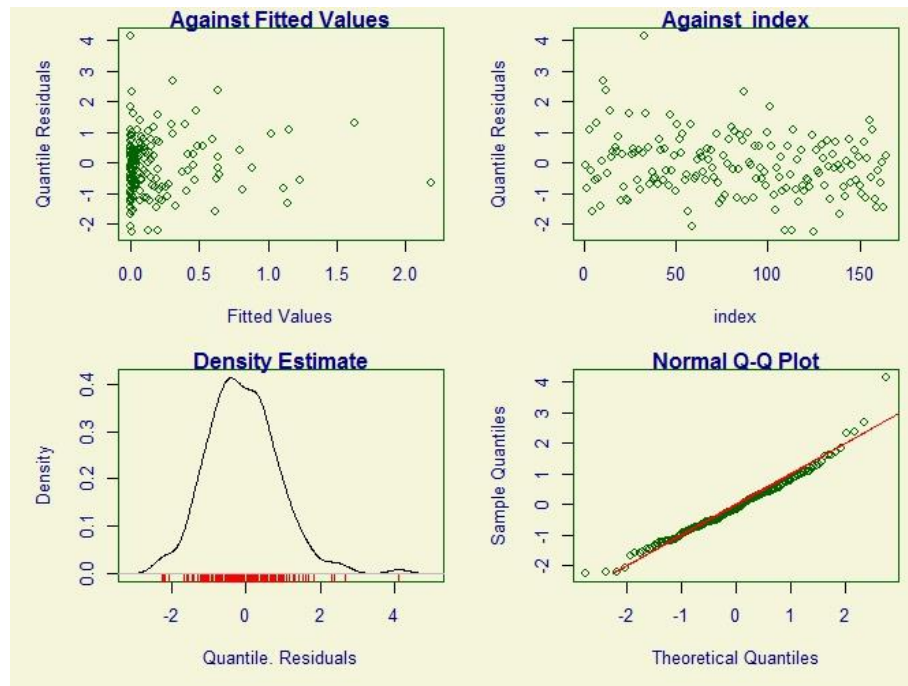 Against Fitted Values
Quantile Residuals
4
3
2
1
0
-1
-2
0.0 0.5 1.0 1.5 2.0
Fitted Values
Against index
Quantile Residuals
4
3
2
1
0
-1
-2
0 50 100 150
index
Density Estimate
Density
0.4
0.3
0.2
0.1
0.0
-2 0 2 4
Quantile. Residuals
Normal Q-Q Plot
Sample Quantiles
4
3
2
1
0
-1
-2
-2 -1 0 1 2
Theoretical Quantiles